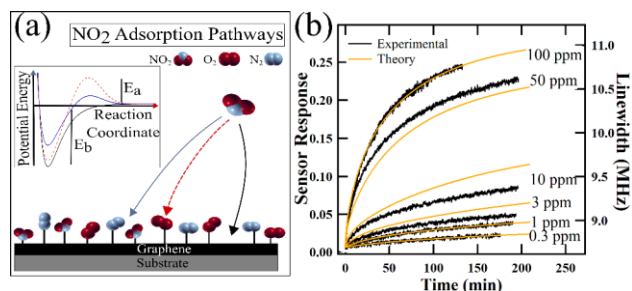 (a)
NO2 Adsorption Pathways
NO2 O2 N2
Potential Energy
Ea
Reaction
Coordinate
Eb
Graphene
Substrate
(b)
Experimental
Theory
100 ppm
50 ppm
10 ppm
3 ppm
1 ppm
0.3 ppm
Sensor Response
0.25
0.20
0.15
0.10
0.05
0.00
0 50 100 150 200 250
Time (min)
11.0
10.5
10.0
9.5
9.0
Linewidth
(MHz)